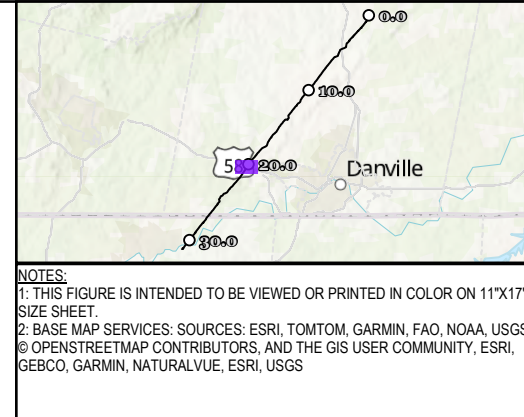 0.0
10.0
58
20.0
Danville
30.0
NOTES:
1: THIS FIGURE IS INTENDED TO BE VIEWED OR PRINTED IN COLOR ON 11"X17"
SIZE SHEET.
2: BASE MAP SERVICES: SOURCES: ESRI, TOMTOM, GARMIN, FAO, NOAA, USGS
© OPENSTREETMAP CONTRIBUTORS, AND THE GIS USER COMMUNITY, ESRI,
GEBCO, GARMIN, NATURALVUE, ESRI, USGS